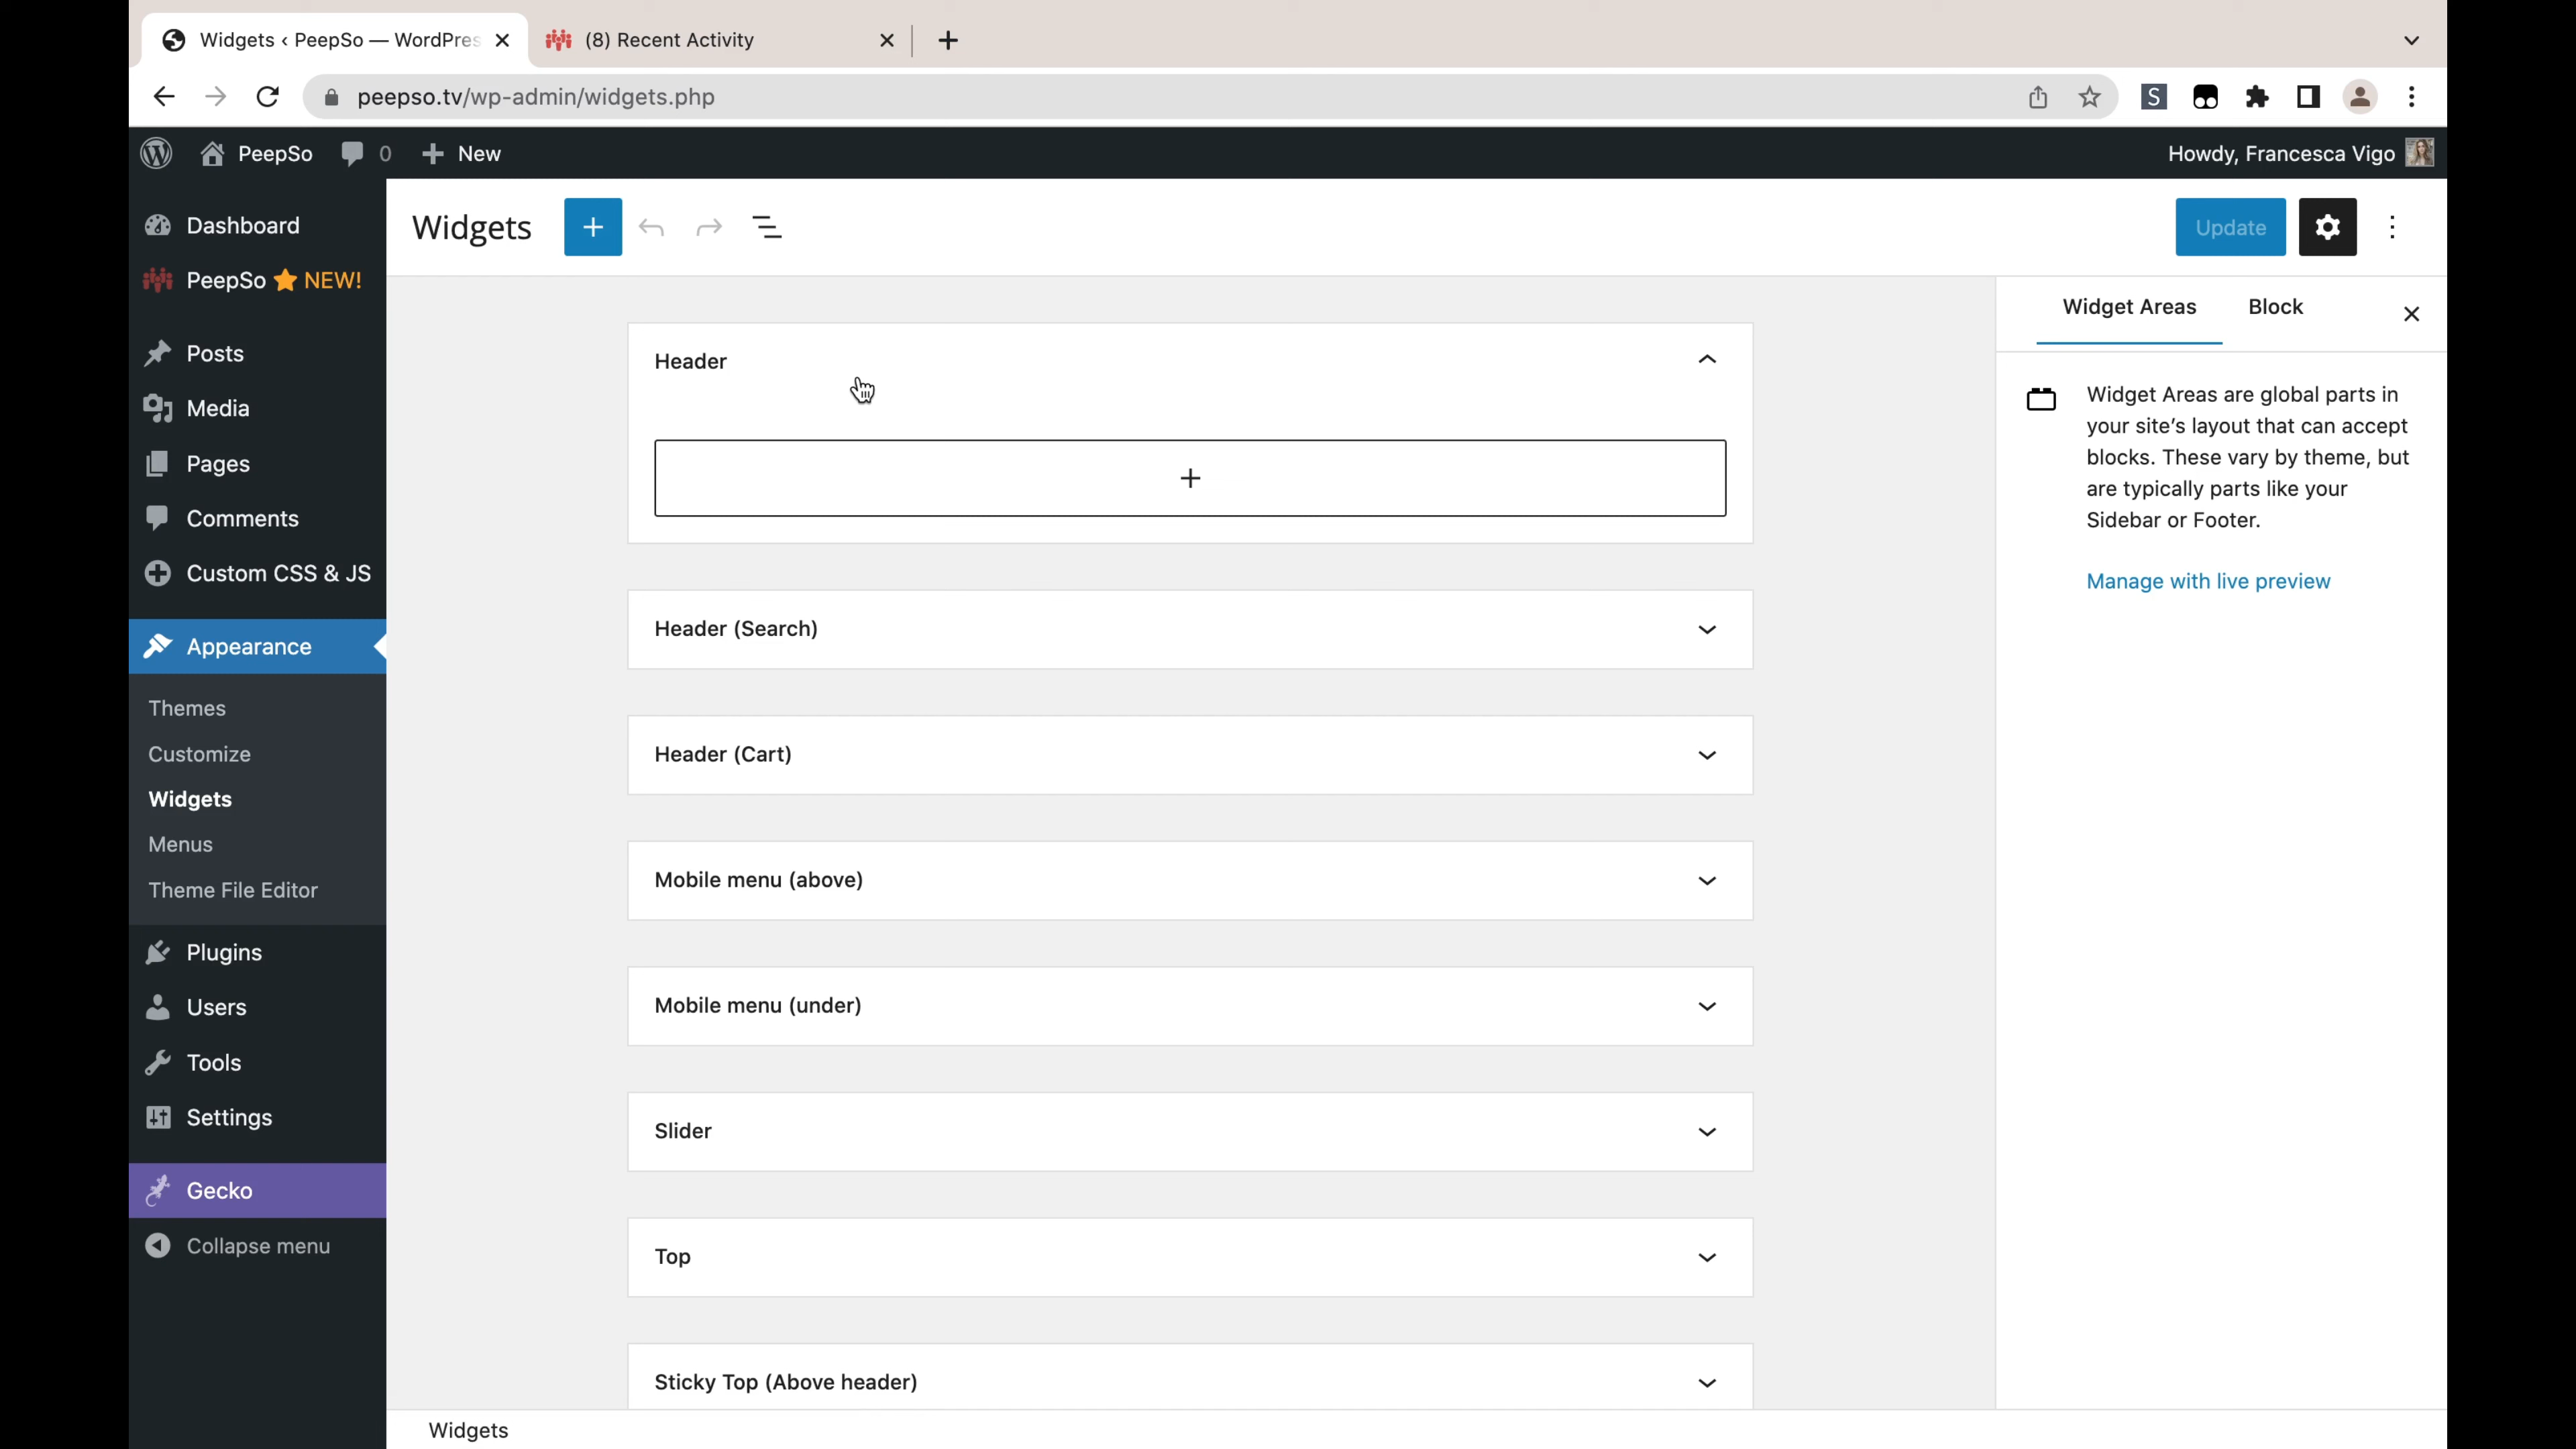 Widgets ‹ PeepSo — WordPres
(8) Recent Activity
peepso.tv/wp-admin/widgets.php
S
PeepSo
0
New
Howdy, Francesca Vigo
Dashboard
PeepSo ⭐ NEW!
Posts
Media
Pages
Comments
Custom CSS & JS
Appearance
Themes
Customize
Widgets
Menus
Theme File Editor
Plugins
Users
Tools
Settings
Gecko
Collapse menu
Widgets
Update
Header
Header (Search)
Header (Cart)
Mobile menu (above)
Mobile menu (under)
Slider
Top
Sticky Top (Above header)
Widgets
Widget Areas
Block
Widget Areas are global parts in
your site's layout that can accept
blocks. These vary by theme, but
are typically parts like your
Sidebar or Footer.
Manage with live preview